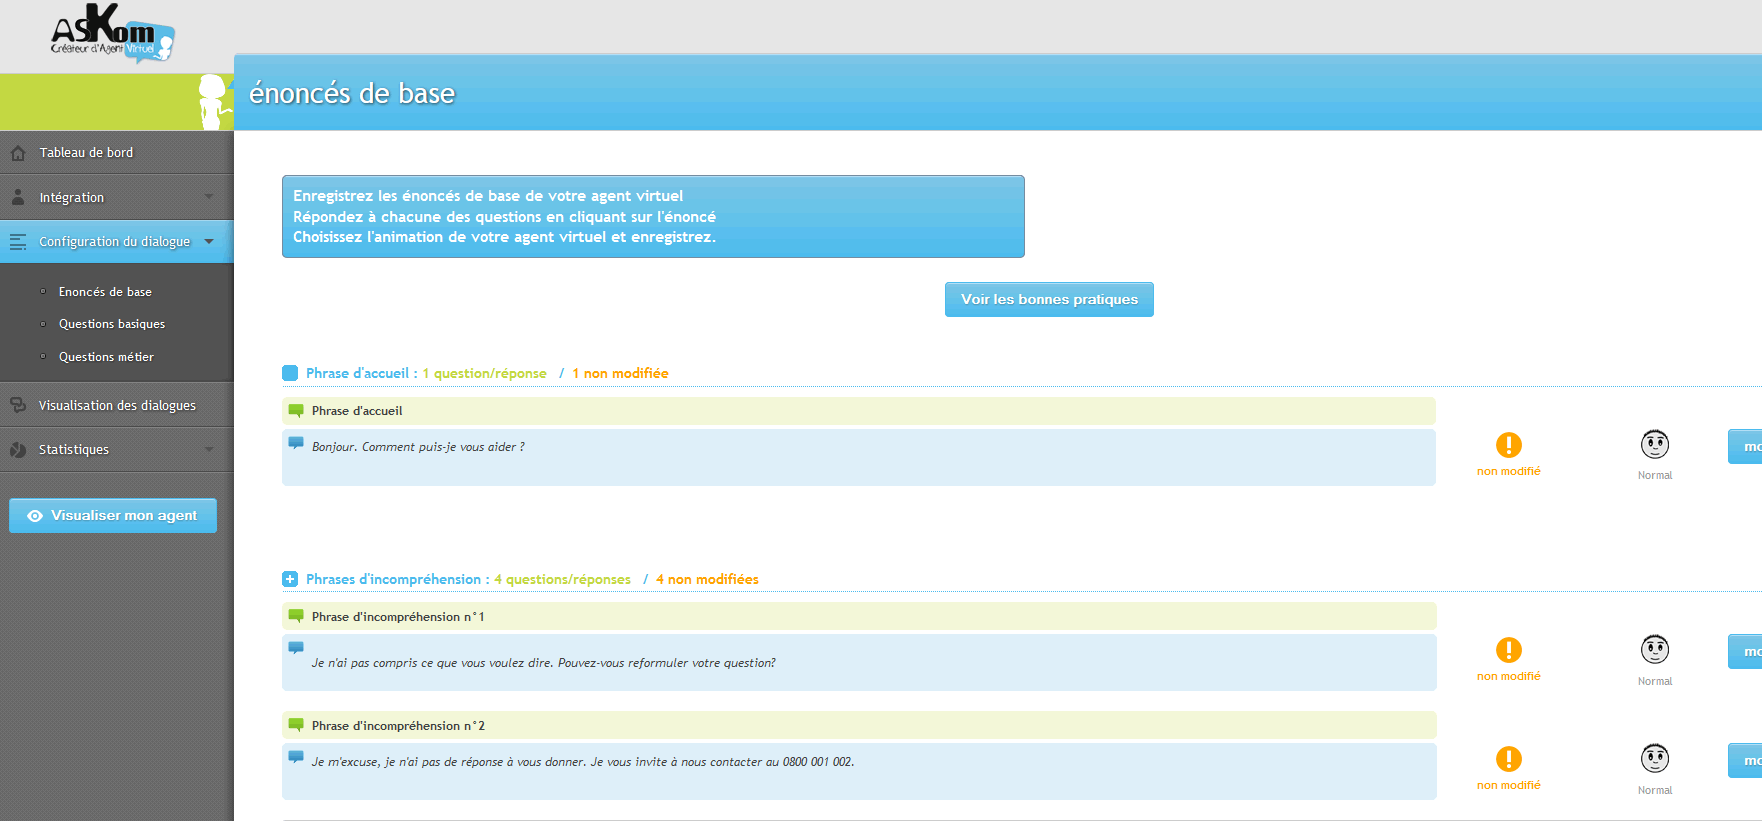 ASKom
Créateur d'Agent Virtuel
énoncés de base
Tableau de bord
Intégration
Configuration du dialogue
Enoncés de base
Questions basiques
Questions métier
Visualisation des dialogues
Statistiques
Visualiser mon agent
Enregistrez les énoncés de base de votre agent virtuel
Répondez à chacune des questions en cliquant sur l'énoncé
Choisissez l'animation de votre agent virtuel et enregistrez.
Voir les bonnes pratiques
Phrase d'accueil : 1 question/réponse / 1 non modifiée
Phrase d'accueil
Bonjour. Comment puis-je vous aider ?
non modifié
Normal
mo
Phrases d'incompréhension : 4 questions/réponses / 4 non modifiées
Phrase d'incompréhension n°1
Je n'ai pas compris ce que vous voulez dire. Pouvez-vous reformuler votre question?
non modifié
Normal
mo
Phrase d'incompréhension n°2
Je m'excuse, je n'ai pas de réponse à vous donner. Je vous invite à nous contacter au 0800 001 002.
non modifié
Normal
mo